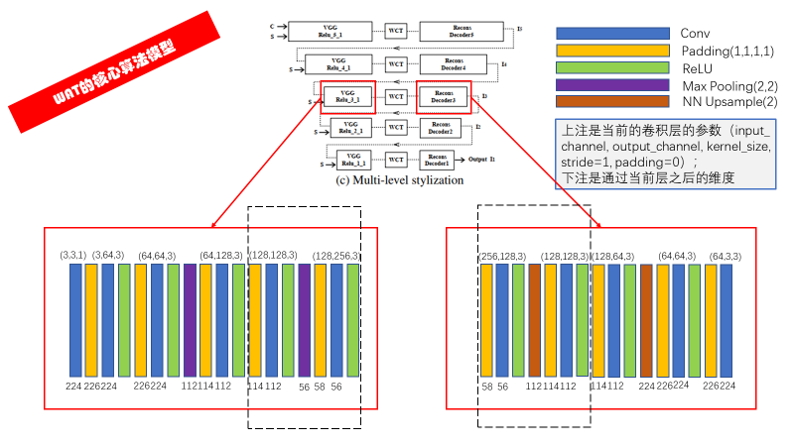 WAT的核心算法模型
C
S
VGG
Relu_5_1
WCT
Recons
Decoder5
I5
S
VGG
Relu_4_1
WCT
Recons
Decoder4
I4
S
VGG
Relu_3_1
WCT
Recons
Decoder3
I3
S
VGG
Relu_2_1
WCT
Recons
Decoder2
I2
S
VGG
Relu_1_1
WCT
Recons
Decoder1
Output I1
(c) Multi-level stylization
Conv
Padding(1,1,1,1)
ReLU
Max Pooling(2,2)
NN Upsample(2)
上注是当前的卷积层的参数（input_
channel, output_channel, kernel_size,
stride=1, padding=0）；
下注是通过当前层之后的维度
(3,3,1) (3,64,3) (64,64,3) (64,128,3) (128,128,3) (128,256,3)
224 226 224 226 224 112 114 112 114 112 56 58 56
(256,128,3) (128,128,3) (128,64,3) (64,64,3) (64,3,3)
58 56 112 114 112 114 112 224 226 224 226 224